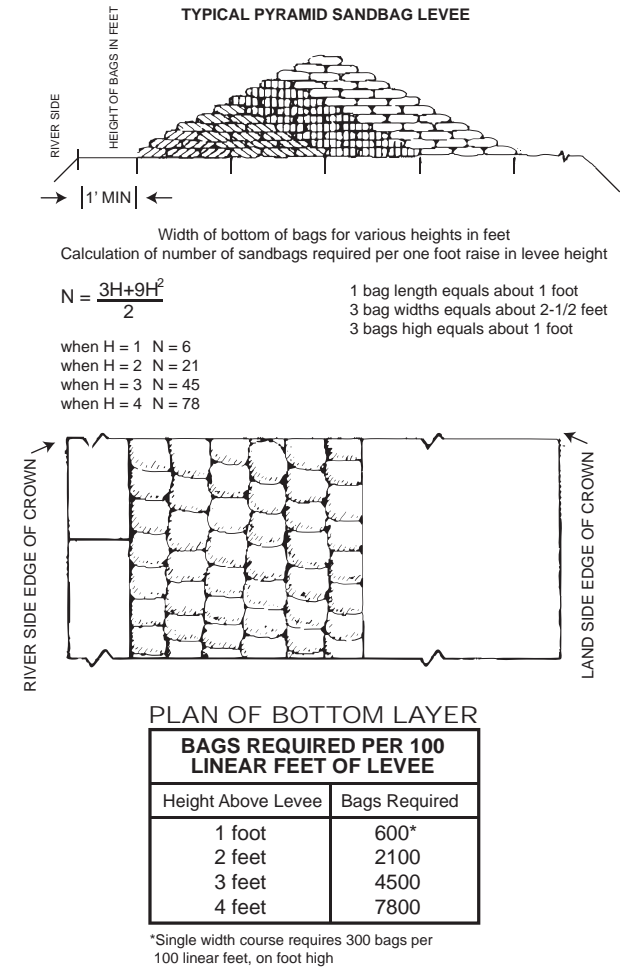 TYPICAL PYRAMID SANDBAG LEVEE
RIVER SIDE
HEIGHT OF BAGS IN FEET
1' MIN
Width of bottom of bags for various heights in feet
Calculation of number of sandbags required per one foot raise in levee height
N = 3H+9H²
2
1 bag length equals about 1 foot
3 bag widths equals about 2-1/2 feet
3 bags high equals about 1 foot
when H = 1 N = 6
when H = 2 N = 21
when H = 3 N = 45
when H = 4 N = 78
RIVER SIDE EDGE OF CROWN
LAND SIDE EDGE OF CROWN
PLAN OF BOTTOM LAYER
BAGS REQUIRED PER 100
LINEAR FEET OF LEVEE
Height Above Levee Bags Required
1 foot 600*
2 feet 2100
3 feet 4500
4 feet 7800
*Single width course requires 300 bags per
100 linear feet, on foot high